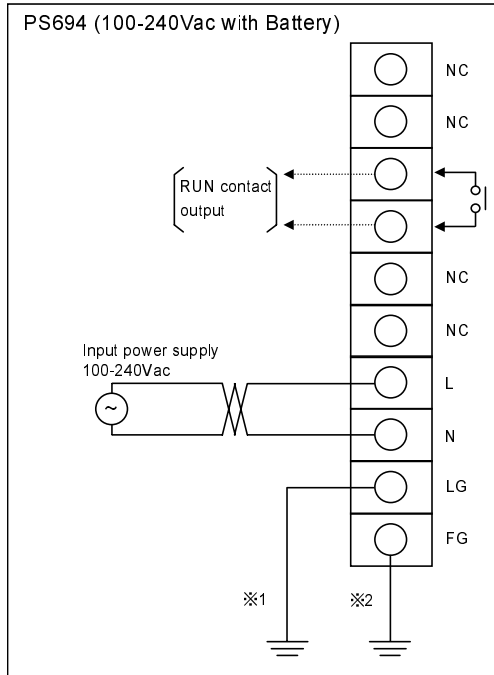 PS694 (100-240Vac with Battery)
NC
NC
RUN contact
output
NC
NC
Input power supply
100-240Vac
~
L
N
LG
FG
※1
※2